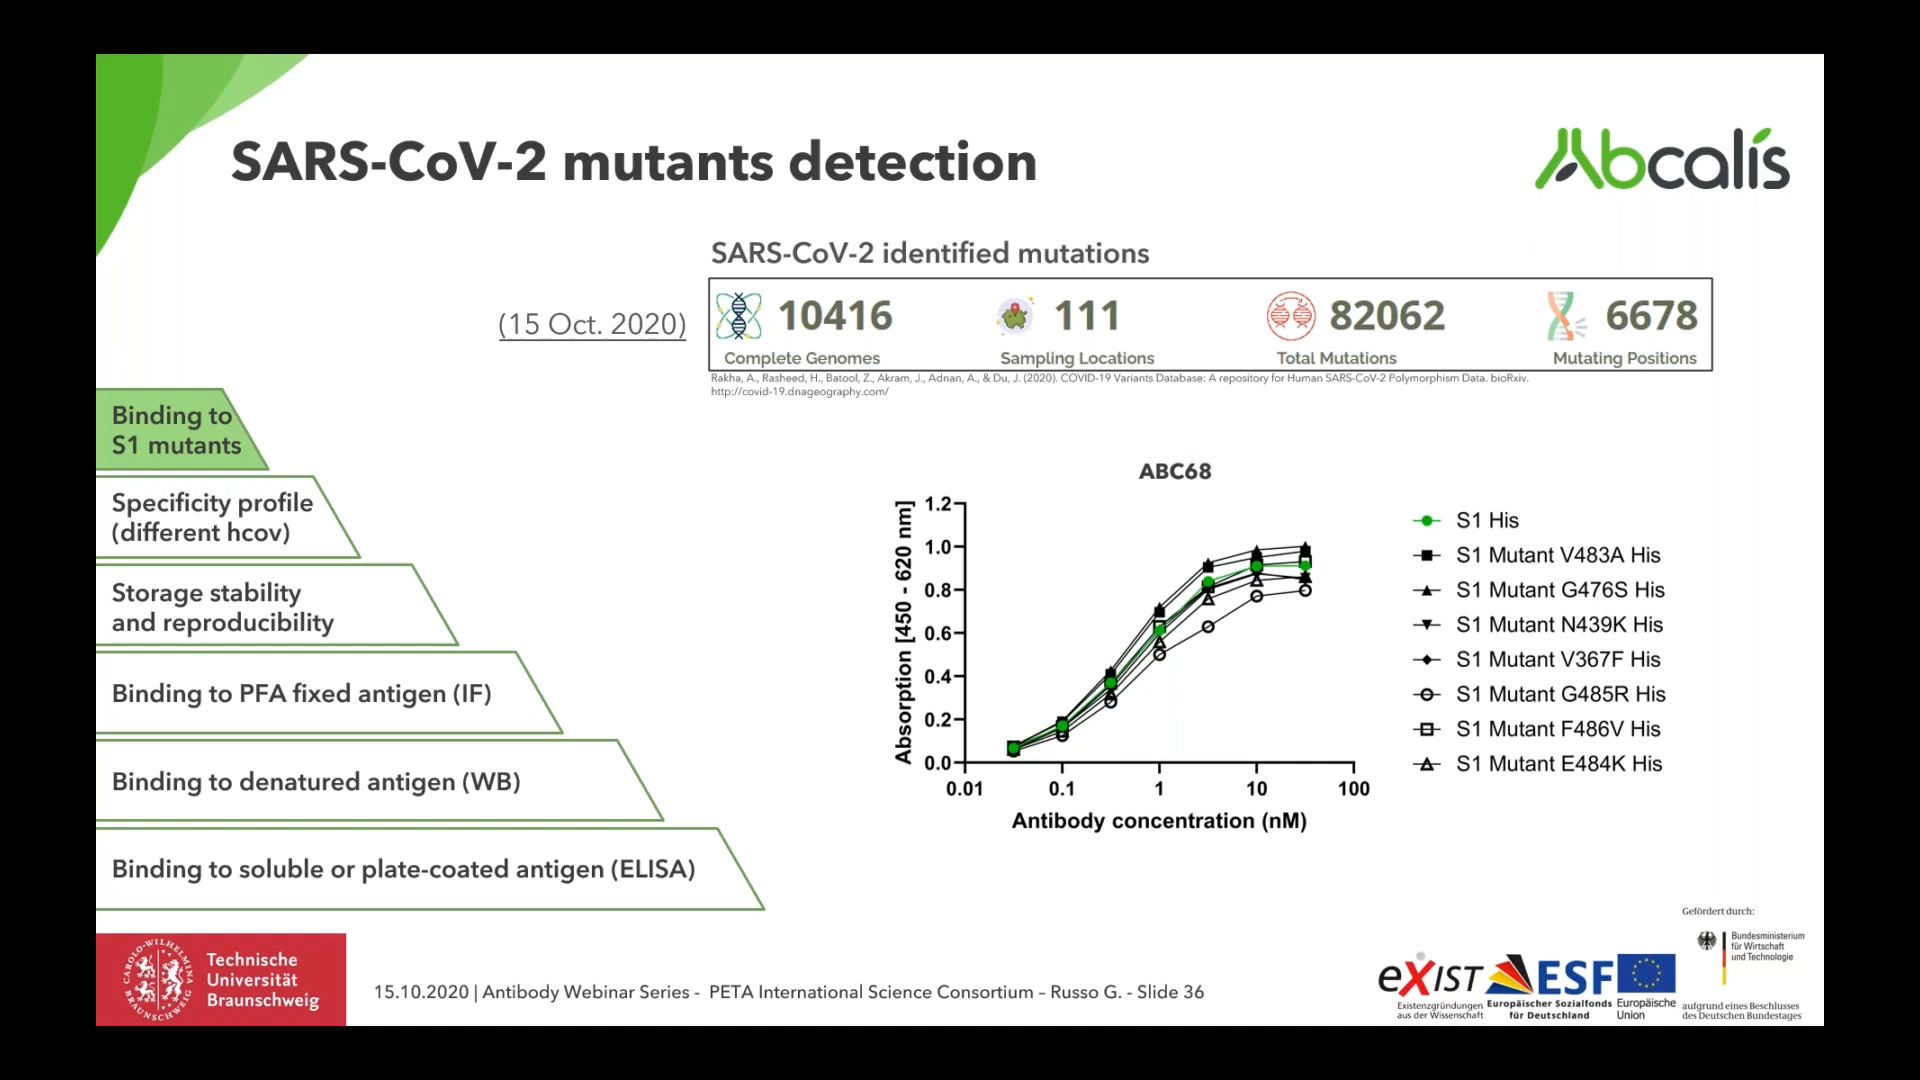 SARS-CoV-2 mutants detection
Abcalis
SARS-CoV-2 identified mutations
(15 Oct. 2020)
10416
111
82062
6678
Complete Genomes
Sampling Locations
Total Mutations
Mutating Positions
Rakha, A., Rasheed, H., Batool, Z., Akram, J., Adnan, A., & Du, J. (2020). COVID-19 Variants Database: A repository for Human SARS-CoV-2 Polymorphism Data. bioRxiv.
http://covid-19.dnageography.com/
Binding to
S1 mutants
Specificity profile
(different hcov)
Storage stability
and reproducibility
Binding to PFA fixed antigen (IF)
Binding to denatured antigen (WB)
Binding to soluble or plate-coated antigen (ELISA)
ABC68
Absorption [450 - 620 nm]
1.2
1.0
0.8
0.6
0.4
0.2
0.0
0.01
0.1
1
10
100
Antibody concentration (nM)
S1 His
S1 Mutant V483A His
S1 Mutant G476S His
S1 Mutant N439K His
S1 Mutant V367F His
S1 Mutant G485R His
S1 Mutant F486V His
S1 Mutant E484K His
CAROLO-WILHELMINA
BRAUNSCHWEIG
Technische
Universität
Braunschweig
15.10.2020 | Antibody Webinar Series - PETA International Science Consortium – Russo G. - Slide 36
eXIST
Existenzgründungen
aus der Wissenschaft
ESF
Europäischer Sozialfonds
für Deutschland
Europäische
Union
Gefördert durch:
Bundesministerium
für Wirtschaft
und Technologie
aufgrund eines Beschlusses
des Deutschen Bundestages